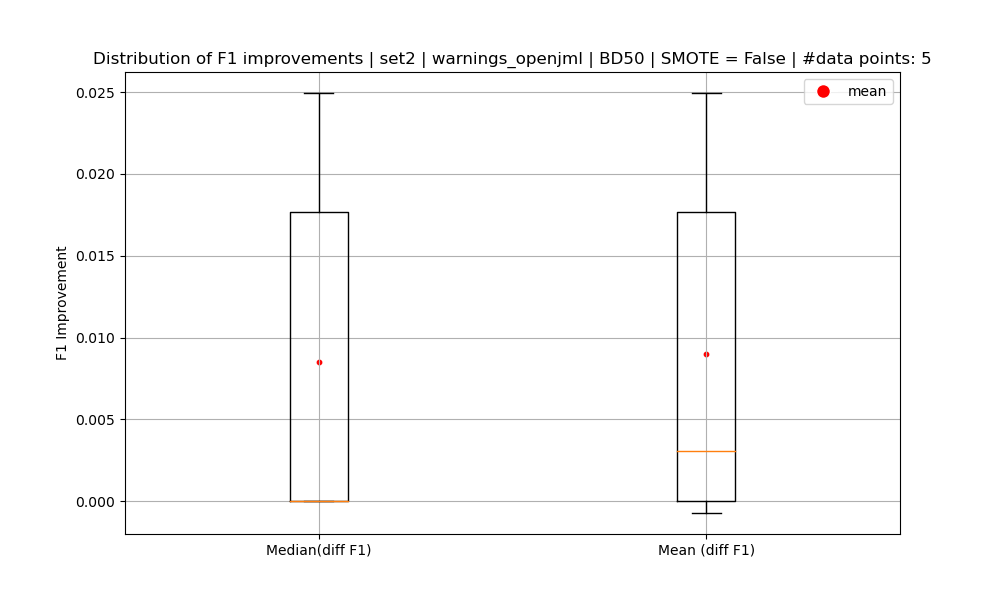 Distribution of F1 improvements | set2 | warnings_openjml | BD50 | SMOTE = False | #data points: 5
mean
0.025
0.020
0.015
0.010
0.005
0.000
F1 Improvement
Median(diff F1)
Mean (diff F1)